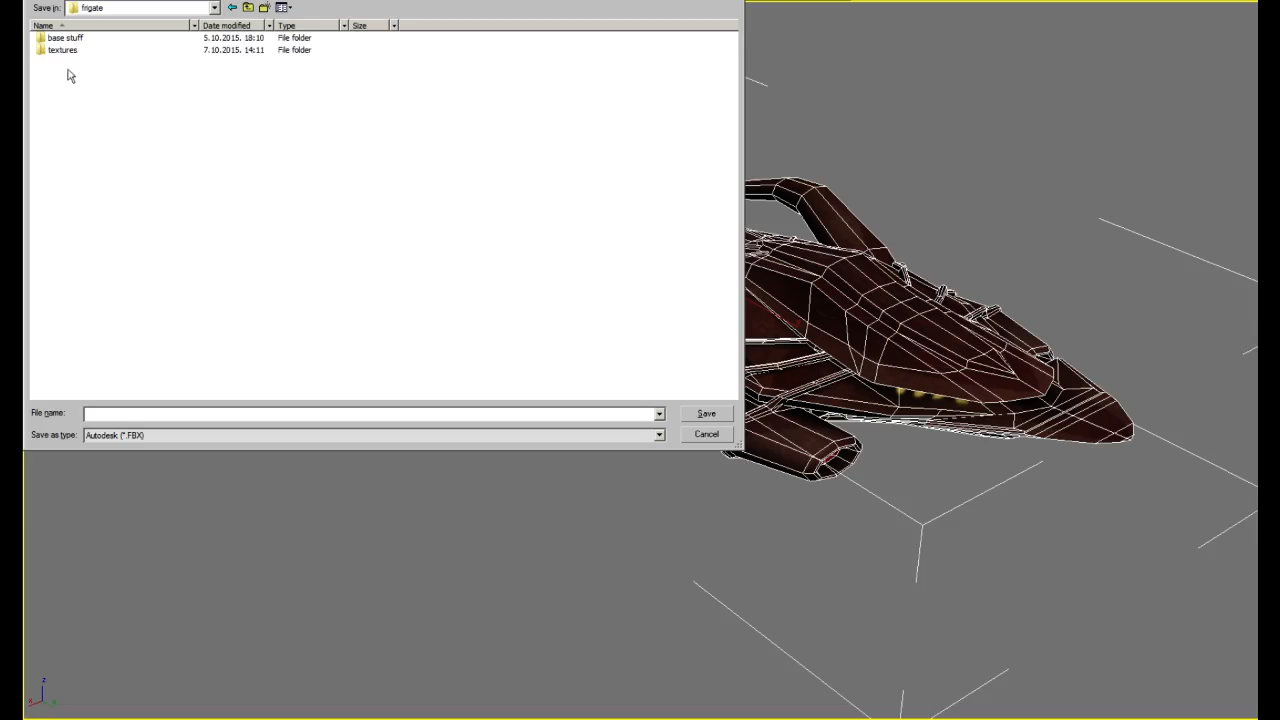 Save in: frigate
Name Date modified Type Size
base stuff 5.10.2015. 18:10 File folder
textures 7.10.2015. 14:11 File folder
File name: Save
Save as type: Autodesk (*.FBX) Cancel
z
x y